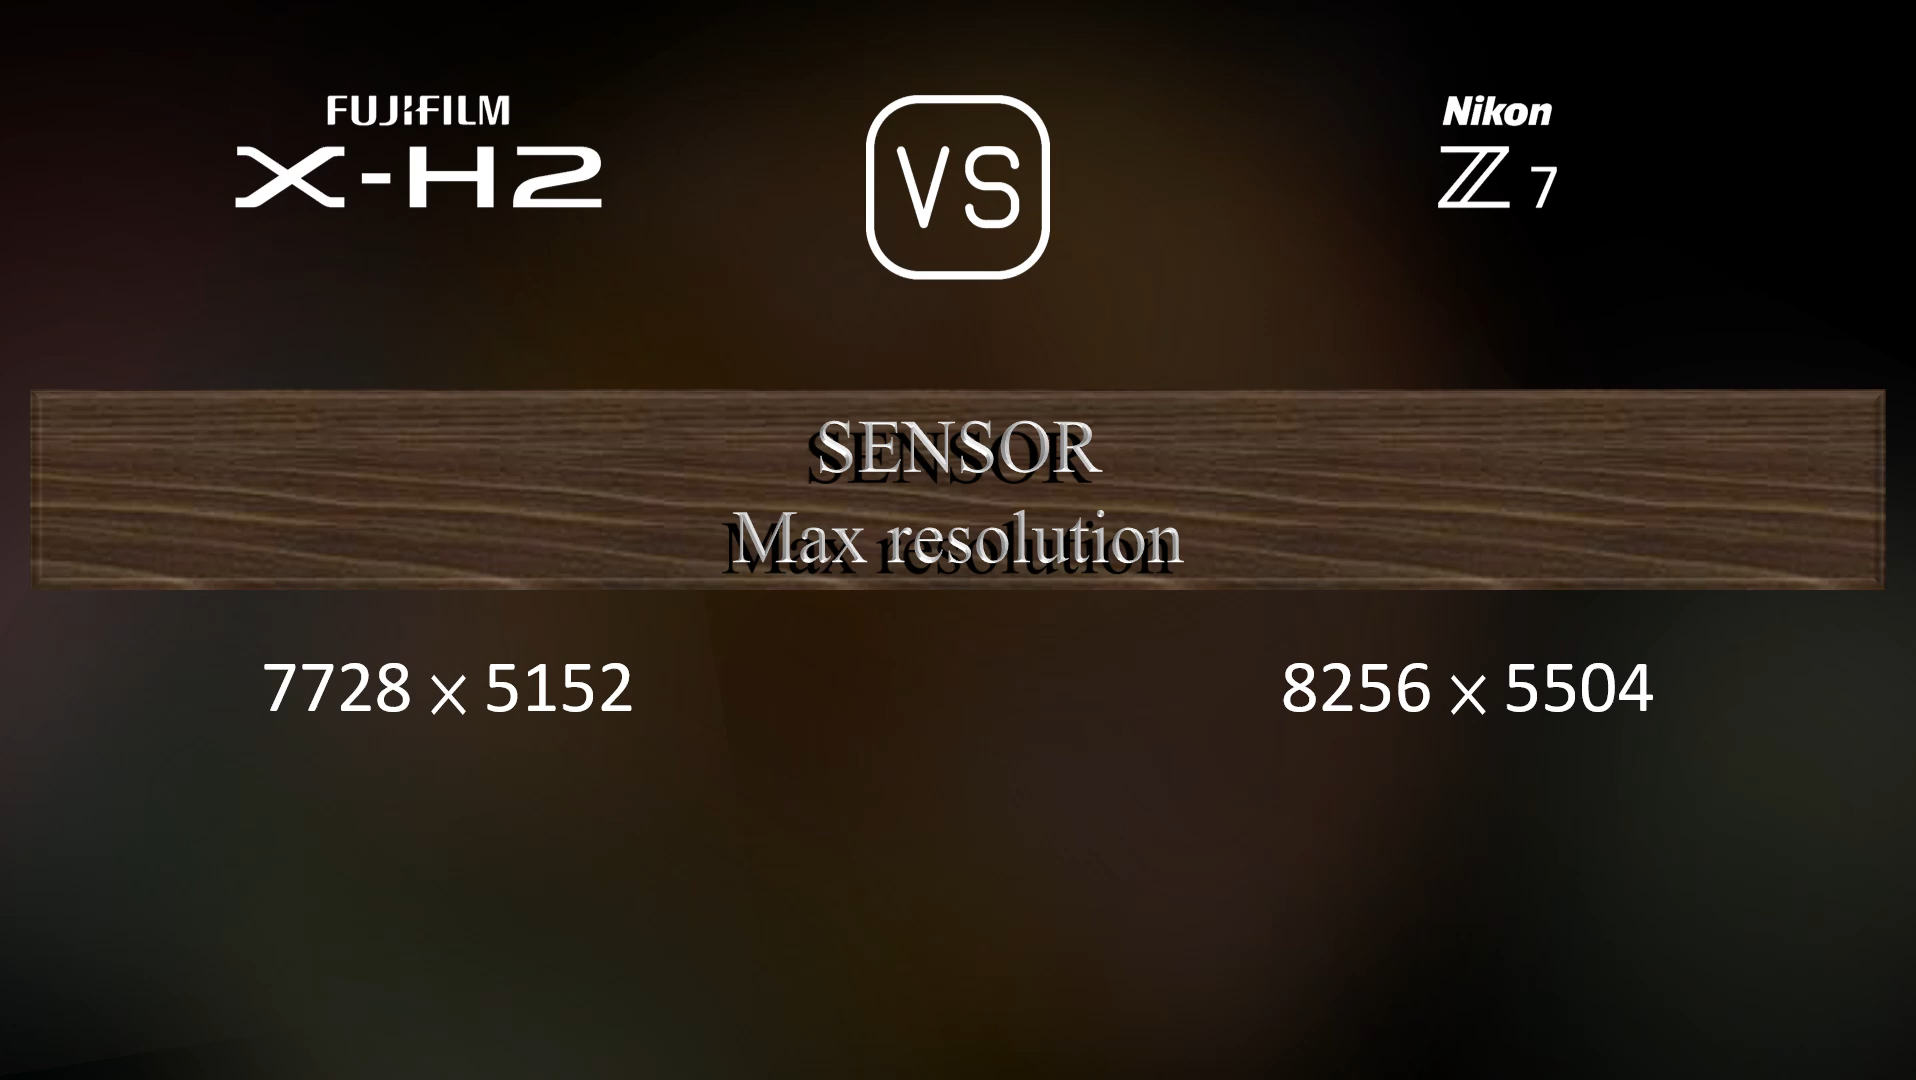 FUJIFILM
X-H2
VS
Nikon
Z 7
SENSOR
Max resolution
7728 x 5152
8256 x 5504